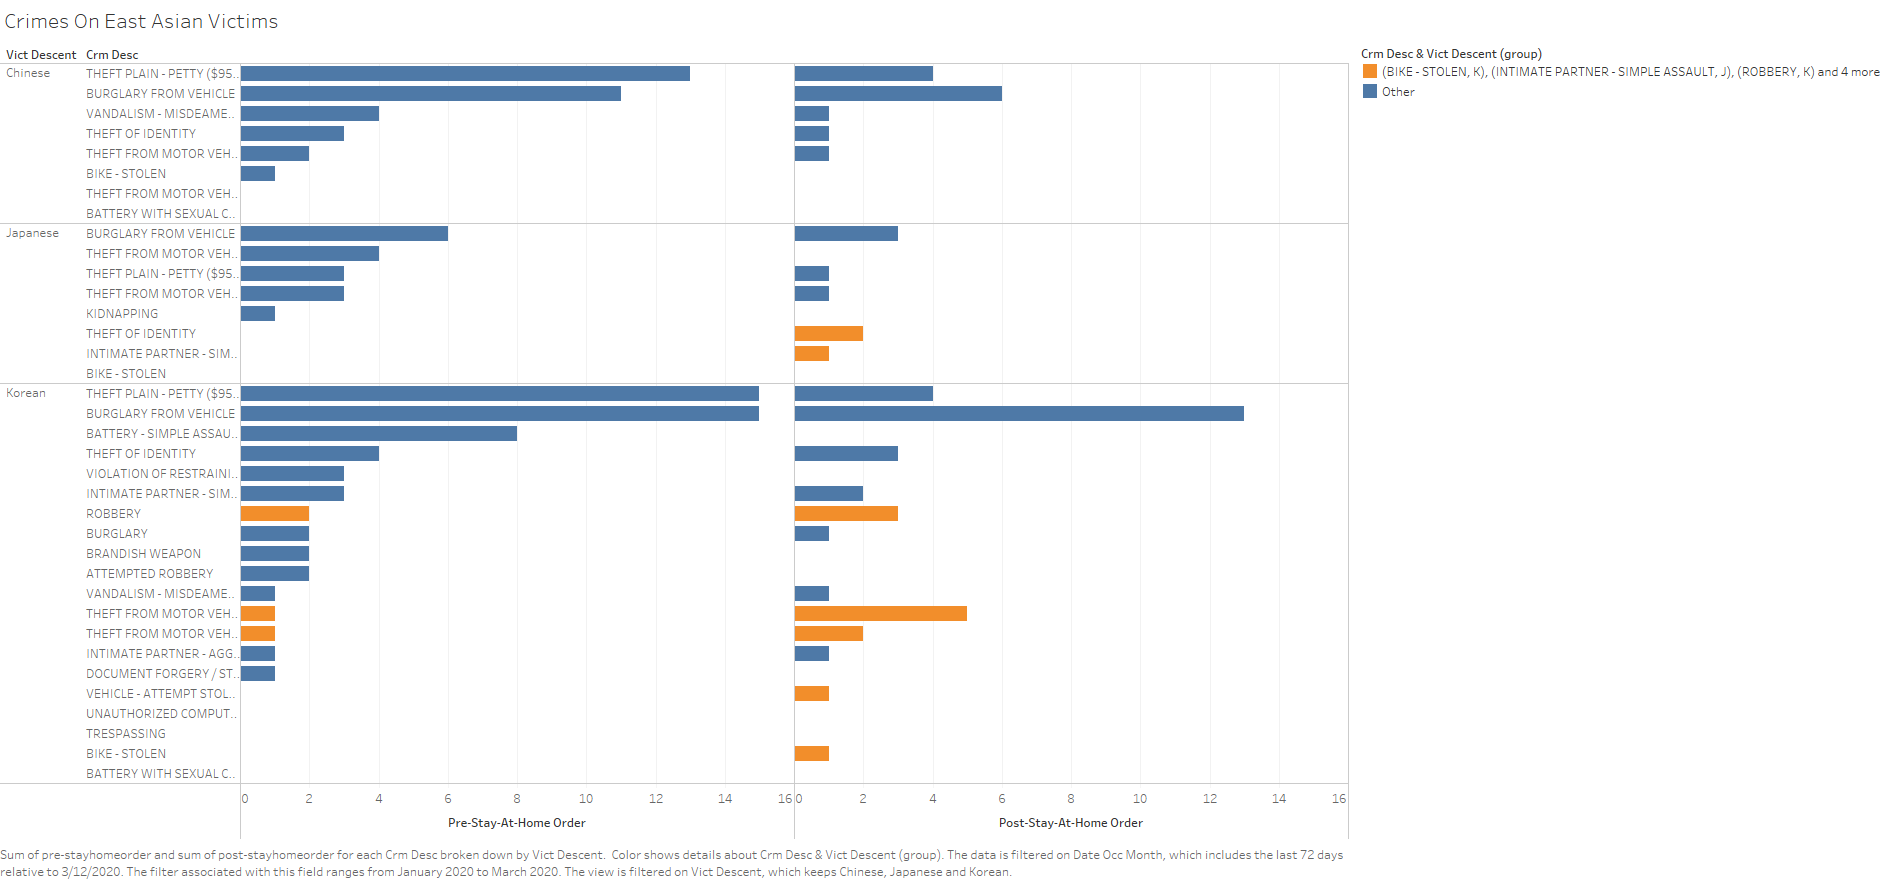 Crimes On East Asian Victims
Vict Descent Crm Desc
Chinese THEFT PLAIN - PETTY ($95..
BURGLARY FROM VEHICLE
VANDALISM - MISDEAME..
THEFT OF IDENTITY
THEFT FROM MOTOR VEH..
BIKE - STOLEN
THEFT FROM MOTOR VEH..
BATTERY WITH SEXUAL C..
Japanese BURGLARY FROM VEHICLE
THEFT FROM MOTOR VEH..
THEFT PLAIN - PETTY ($95..
THEFT FROM MOTOR VEH..
KIDNAPPING
THEFT OF IDENTITY
INTIMATE PARTNER - SIM..
BIKE - STOLEN
Korean THEFT PLAIN - PETTY ($95..
BURGLARY FROM VEHICLE
BATTERY - SIMPLE ASSAU..
THEFT OF IDENTITY
VIOLATION OF RESTRAINI..
INTIMATE PARTNER - SIM..
ROBBERY
BURGLARY
BRANDISH WEAPON
ATTEMPTED ROBBERY
VANDALISM - MISDEAME..
THEFT FROM MOTOR VEH..
THEFT FROM MOTOR VEH..
INTIMATE PARTNER - AGG..
DOCUMENT FORGERY / ST..
VEHICLE - ATTEMPT STOL..
UNAUTHORIZED COMPUT..
TRESPASSING
BIKE - STOLEN
BATTERY WITH SEXUAL C..
0 2 4 6 8 10 12 14 16 0 2 4 6 8 10 12 14 16
Pre-Stay-At-Home Order Post-Stay-At-Home Order
Crm Desc & Vict Descent (group)
(BIKE - STOLEN, K), (INTIMATE PARTNER - SIMPLE ASSAULT, J), (ROBBERY, K) and 4 more
Other
Sum of pre-stayhomeorder and sum of post-stayhomeorder for each Crm Desc broken down by Vict Descent. Color shows details about Crm Desc & Vict Descent (group). The data is filtered on Date Occ Month, which includes the last 72 days
relative to 3/12/2020. The filter associated with this field ranges from January 2020 to March 2020. The view is filtered on Vict Descent, which keeps Chinese, Japanese and Korean.